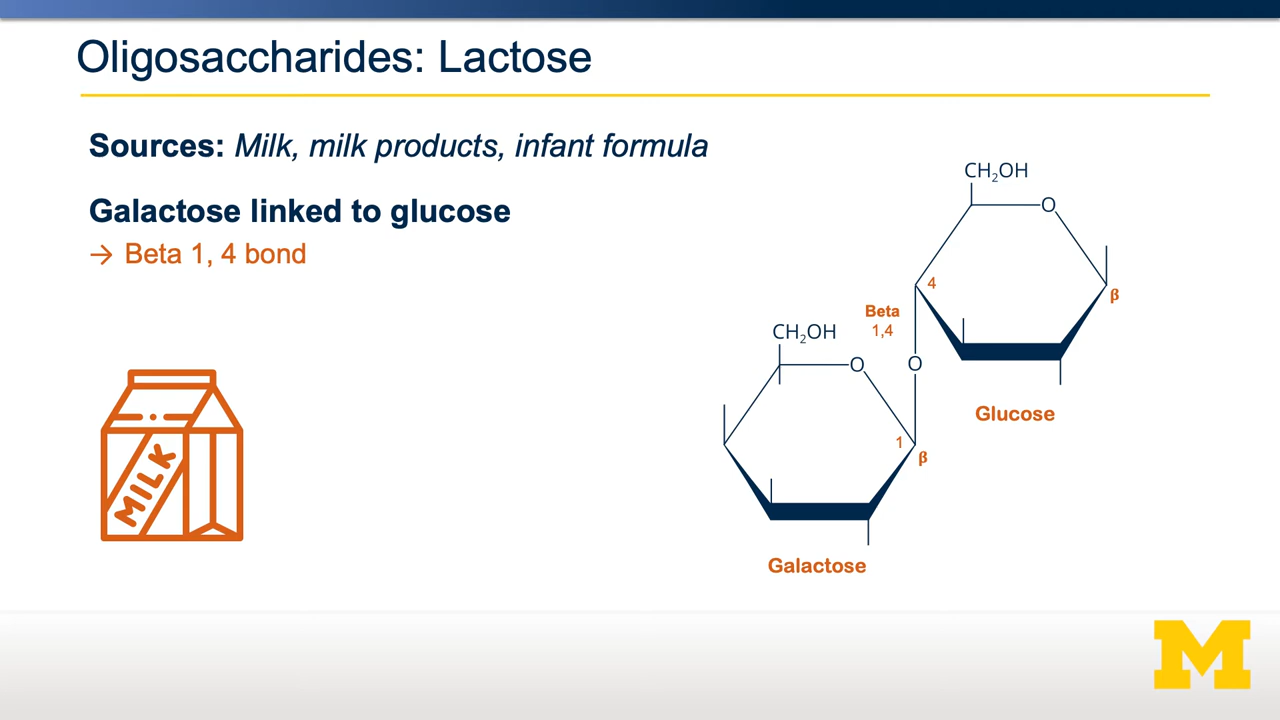 Oligosaccharides: Lactose
Sources: Milk, milk products, infant formula
Galactose linked to glucose
→ Beta 1, 4 bond
CH₂OH
O
4
β
Beta
1,4
CH₂OH
O
O
Glucose
1
β
MILK
Galactose
M